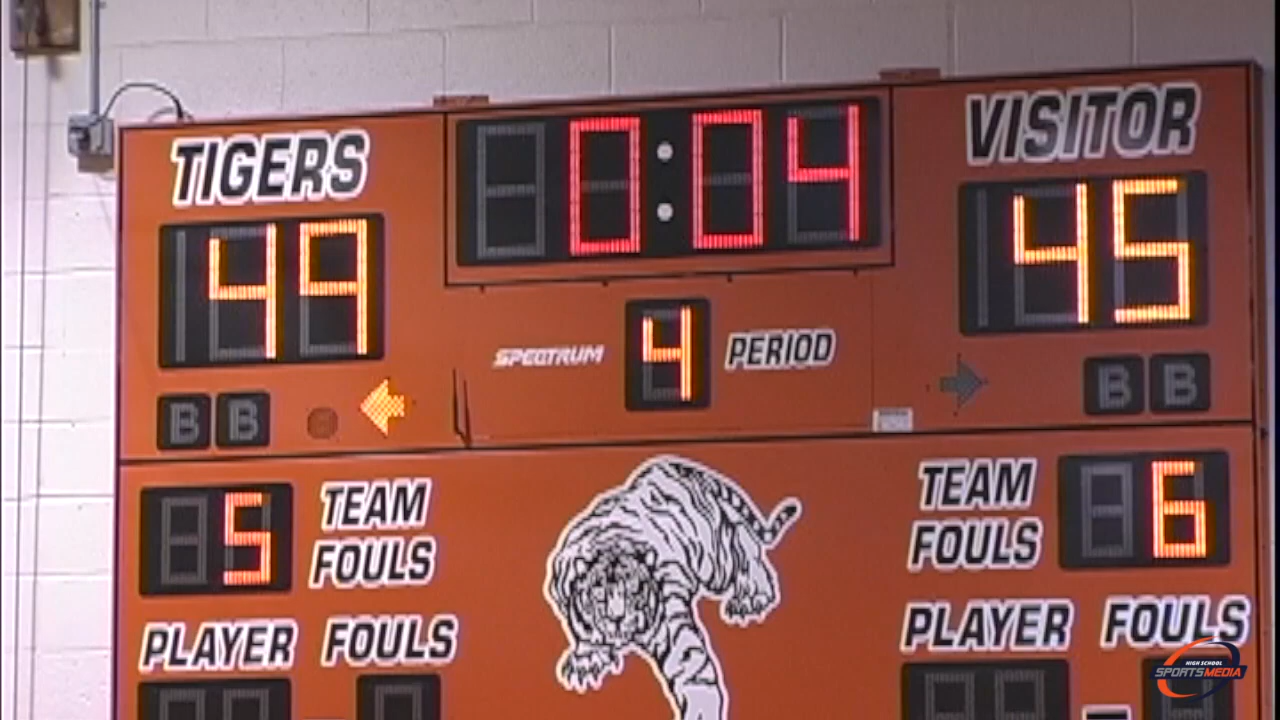 TIGERS
0:04
VISITOR
49
45
SPECTRUM
4
PERIOD
B B
B B
5
TEAM
FOULS
TEAM
FOULS
6
PLAYER FOULS
PLAYER FOULS
HIGH SCHOOL
SPORTSMEDIA